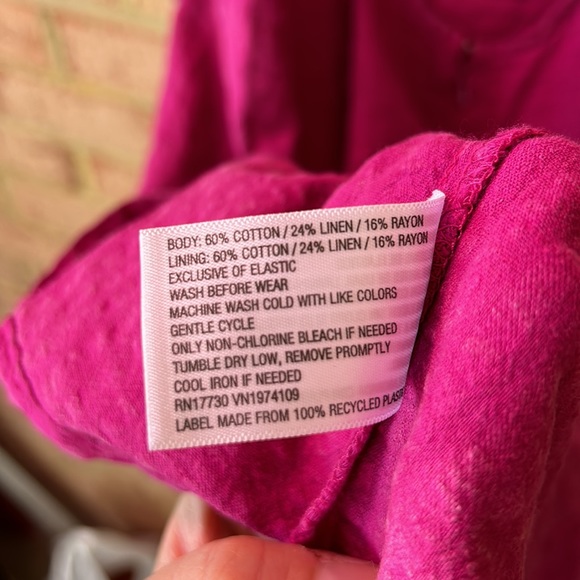 BODY: 60% COTTON / 24% LINEN / 16% RAYON
LINING: 60% COTTON / 24% LINEN / 16% RAYON
EXCLUSIVE OF ELASTIC
WASH BEFORE WEAR
MACHINE WASH COLD WITH LIKE COLORS
GENTLE CYCLE
ONLY NON-CHLORINE BLEACH IF NEEDED
TUMBLE DRY LOW, REMOVE PROMPTLY
COOL IRON IF NEEDED
RN17730 VN1974109
LABEL MADE FROM 100% RECYCLED